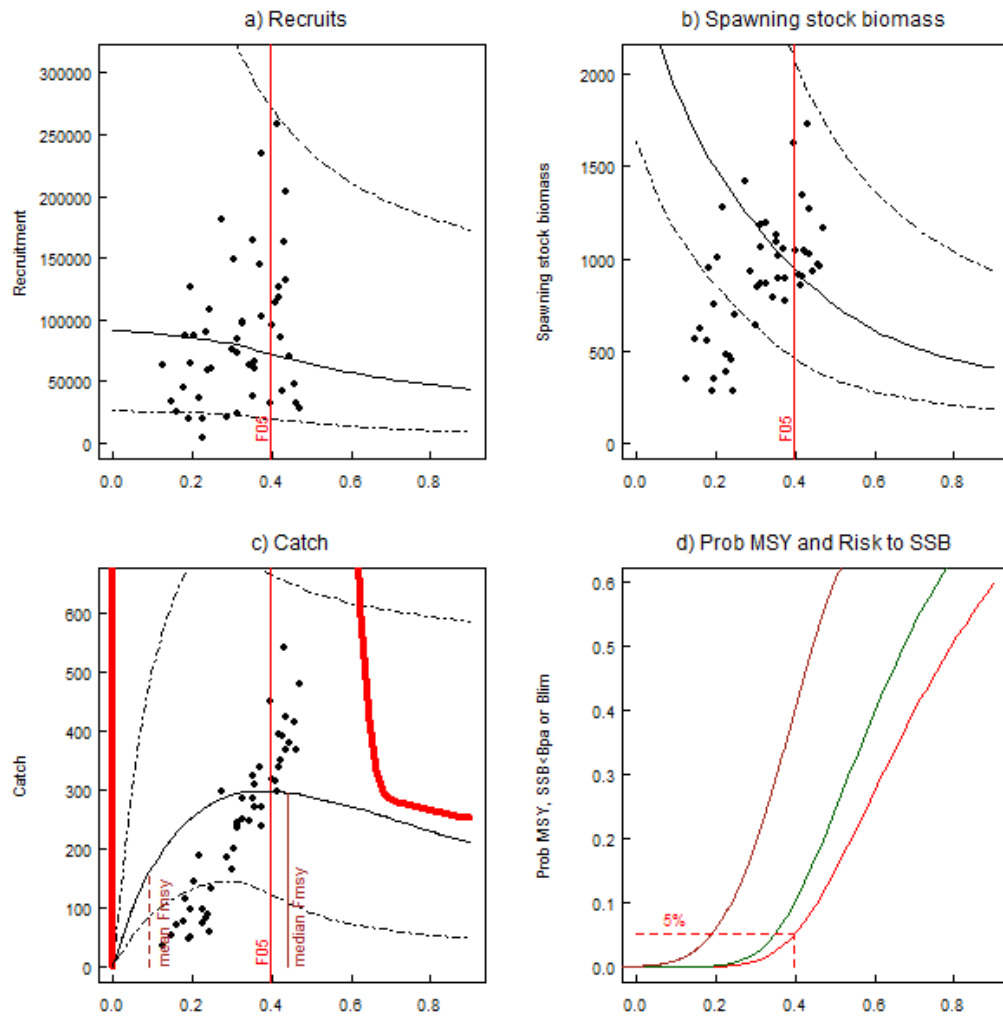 a) Recruits
300000
250000
200000
150000
100000
50000
0
Recruitment
F05
0.0 0.2 0.4 0.6 0.8
b) Spawning stock biomass
2000
1500
1000
500
0
Spawning stock biomass
F05
0.0 0.2 0.4 0.6 0.8
c) Catch
600
500
400
300
200
100
0
Catch
mean Fmsy
F05
median Fmsy
0.0 0.2 0.4 0.6 0.8
d) Prob MSY and Risk to SSB
0.6
0.5
0.4
0.3
0.2
0.1
0.0
Prob MSY, SSB<Bpa or Blim
5%
0.0 0.2 0.4 0.6 0.8